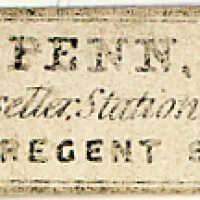 PENN,
seller, Station
REGENT S